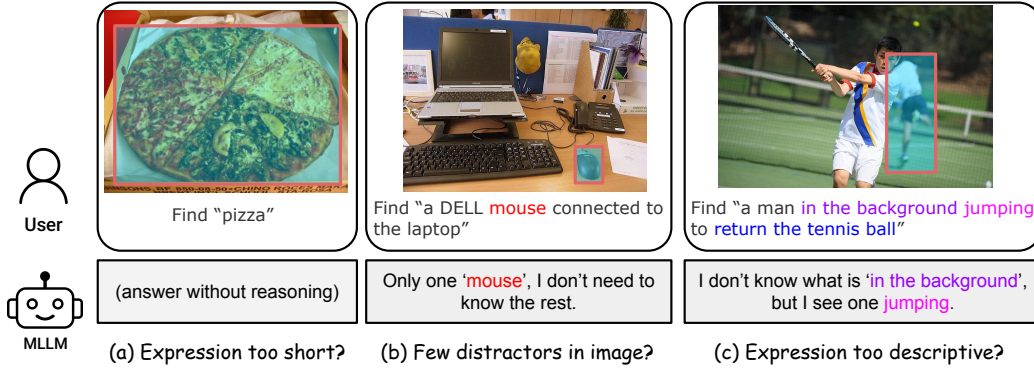 Find “pizza”
Find “a DELL mouse connected to
the laptop”
Find “a man in the background jumping
to return the tennis ball”
User
(answer without reasoning)
Only one ‘mouse’, I don’t need to
know the rest.
I don’t know what is ‘in the background’,
but I see one jumping.
MLLM
(a) Expression too short?
(b) Few distractors in image?
(c) Expression too descriptive?